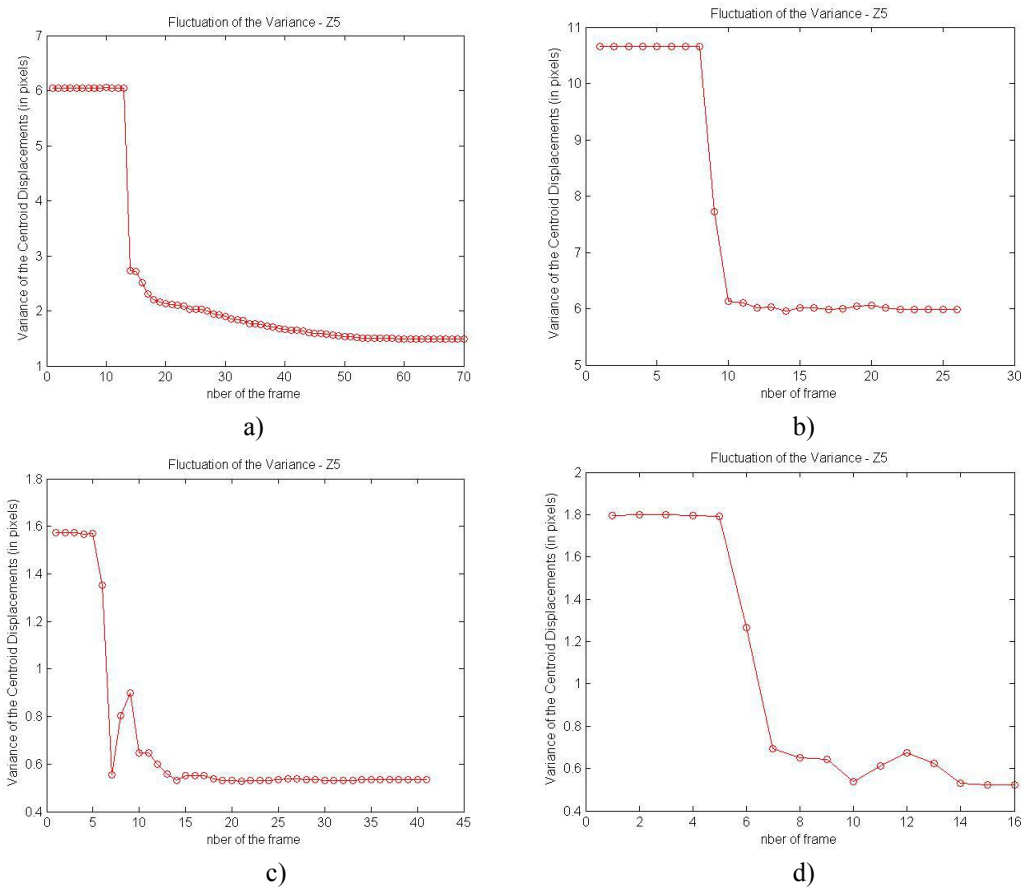 Fluctuation of the Variance - Z5
Variance of the Centroid Displacements (in pixels)
7
6
5
4
3
2
1
0 10 20 30 40 50 60 70
nber of the frame
a)
Fluctuation of the Variance - Z5
Variance of the Centroid Displacements (in pixels)
11
10
9
8
7
6
5
0 5 10 15 20 25 30
nber of frame
b)
Fluctuation of the Variance - Z5
Variance of the Centroid Displacements (in pixels)
1.8
1.6
1.4
1.2
1
0.8
0.6
0.4
0 5 10 15 20 25 30 35 40 45
nber of the frame
c)
Fluctuation of the Variance - Z5
Variance of the Centroid Displacements (in pixels)
2
1.8
1.6
1.4
1.2
1
0.8
0.6
0.4
0 2 4 6 8 10 12 14 16
nber of frame
d)